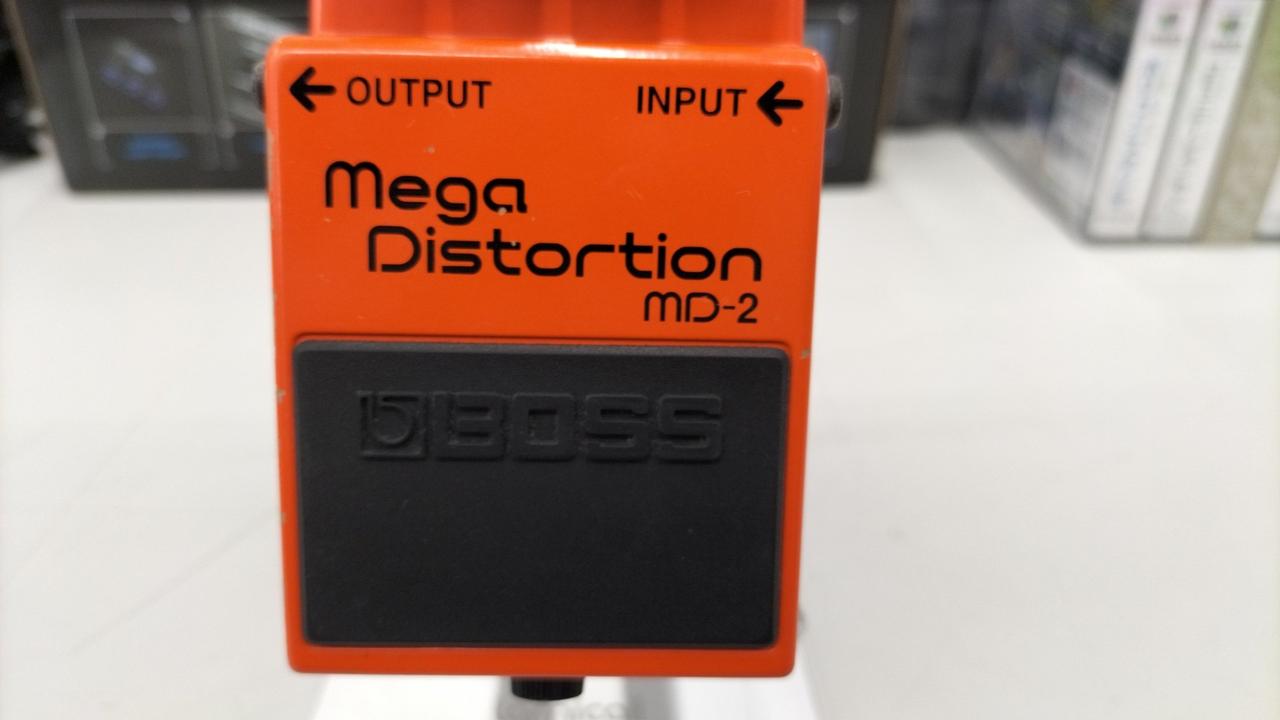 ← OUTPUT INPUT ←
Mega
Distortion
MD-2
BOSS